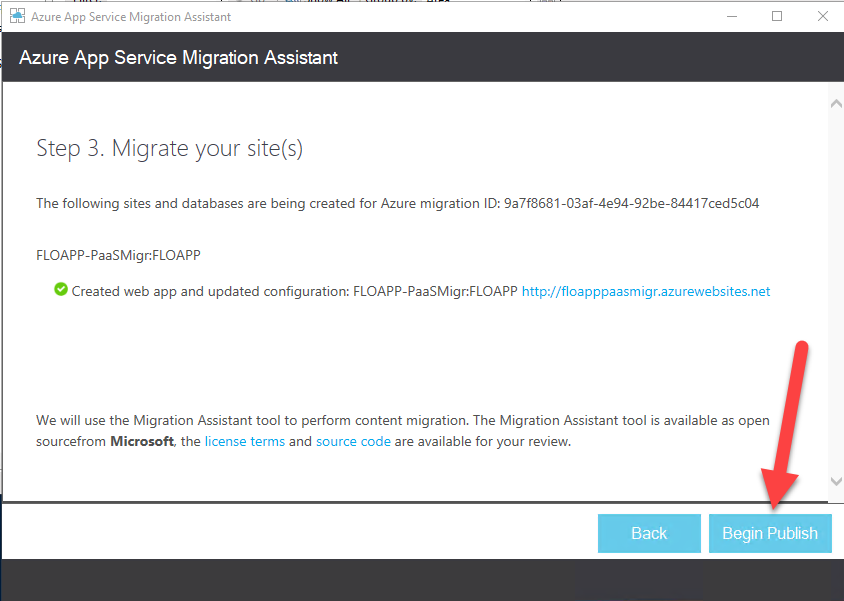 Azure App Service Migration Assistant
Azure App Service Migration Assistant
Step 3. Migrate your site(s)
The following sites and databases are being created for Azure migration ID: 9a7f8681-03af-4e94-92be-84417ced5c04
FLOAPP-PaaSMigr:FLOAPP
Created web app and updated configuration: FLOAPP-PaaSMigr:FLOAPP http://floapppaasmigr.azurewebsites.net
We will use the Migration Assistant tool to perform content migration. The Migration Assistant tool is available as open
sourcefrom Microsoft, the license terms and source code are available for your review.
Back
Begin Publish